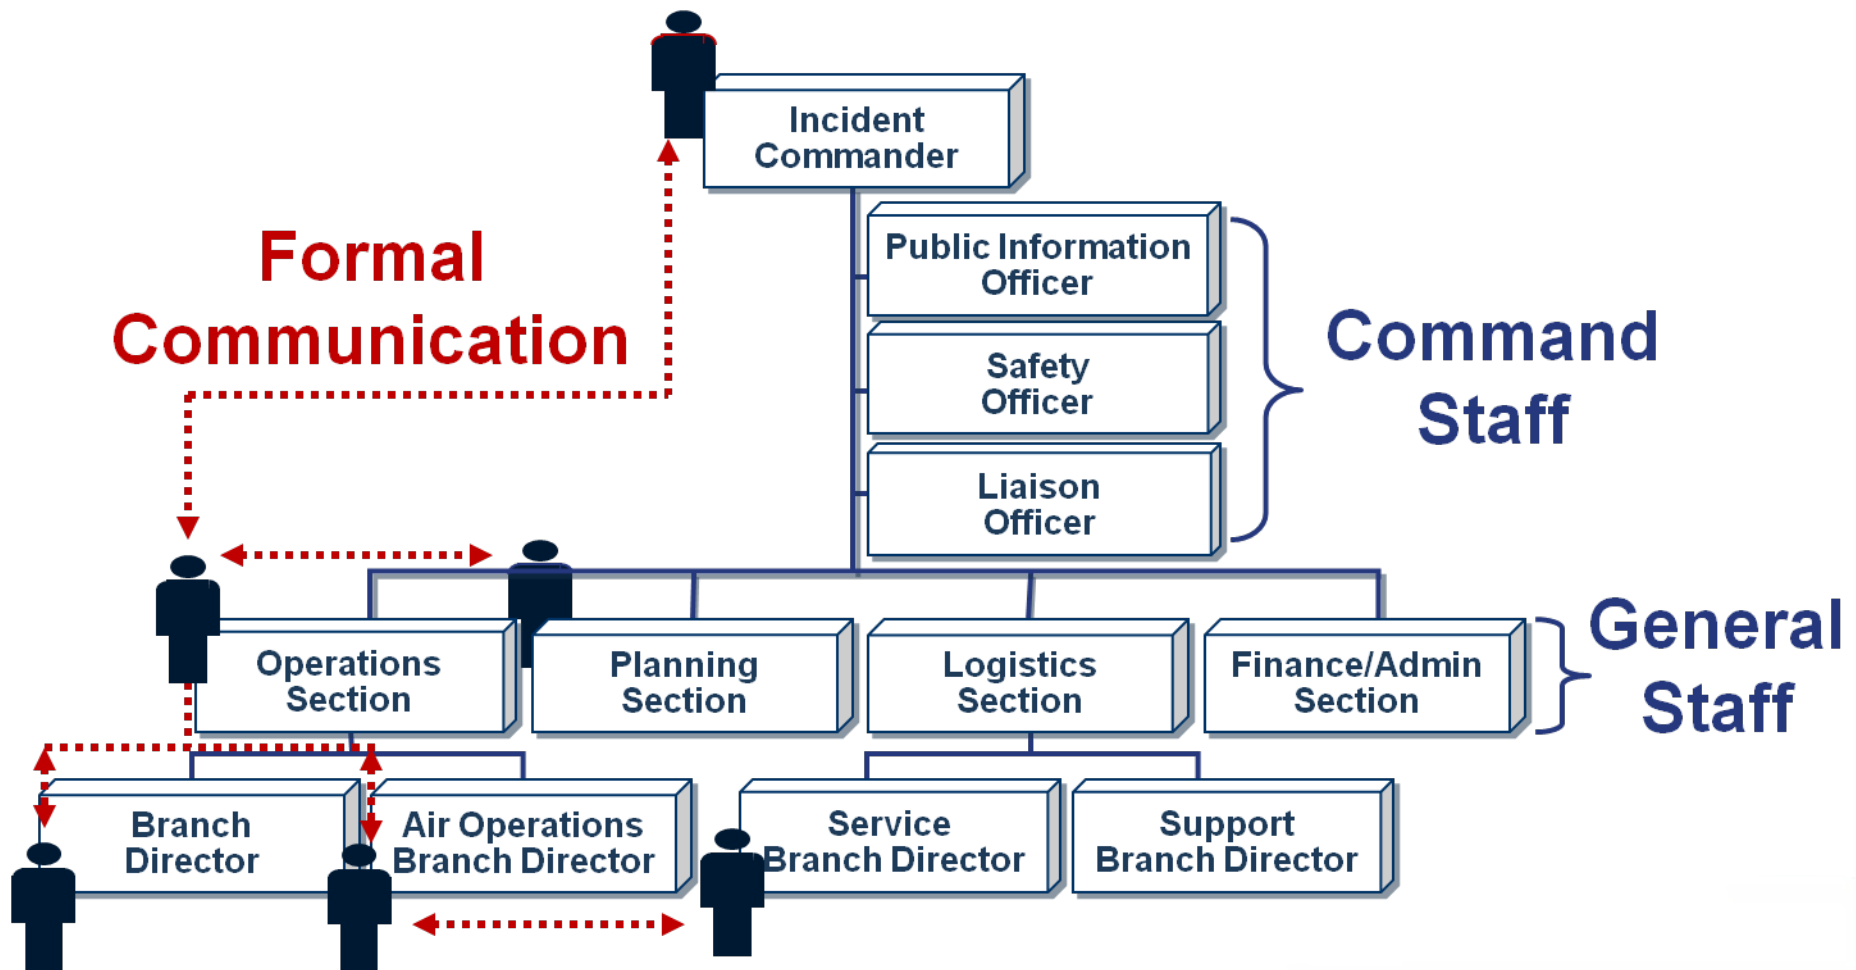 Incident
Commander
Formal
Communication
Public Information
Officer
Safety
Officer
Liaison
Officer
Command
Staff
Operations
Section
Planning
Section
Logistics
Section
Finance/Admin
Section
General
Staff
Branch
Director
Air Operations
Branch Director
Service
Branch Director
Support
Branch Director